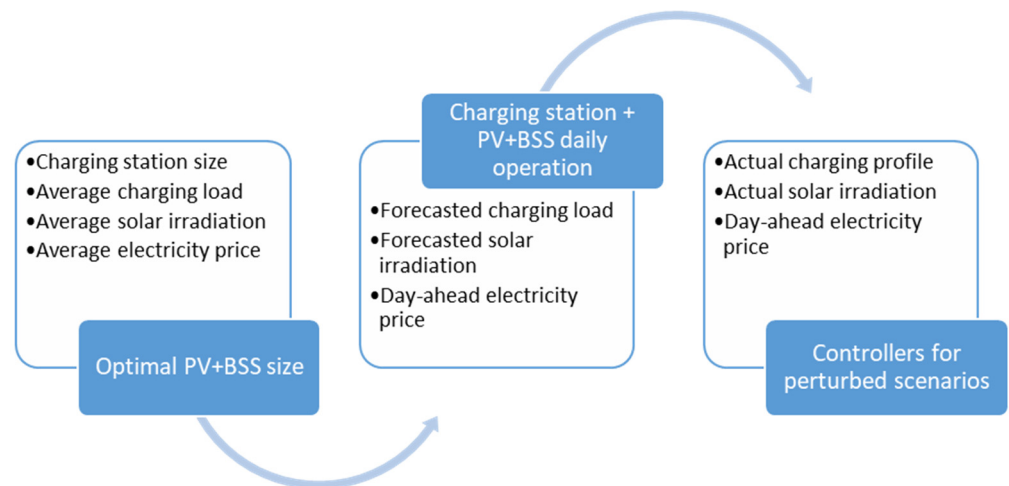 •Charging station size
•Average charging load
•Average solar irradiation
•Average electricity price
Optimal PV+BSS size
Charging station +
PV+BSS daily
operation
•Forecasted charging load
•Forecasted solar
irradiation
•Day-ahead electricity
price
•Actual charging profile
•Actual solar irradiation
•Day-ahead electricity
price
Controllers for
perturbed scenarios